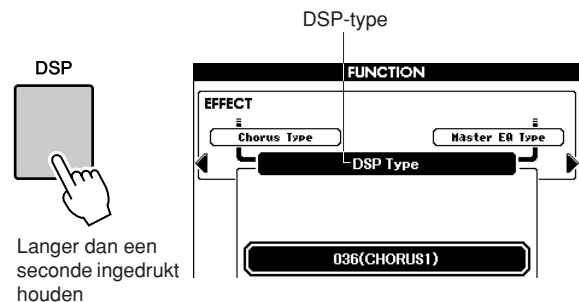 DSP-type
DSP
FUNCTION
EFFECT
Chorus Type
Master EQ Type
DSP Type
036(CHORUS1)
Langer dan een
seconde ingedrukt
houden